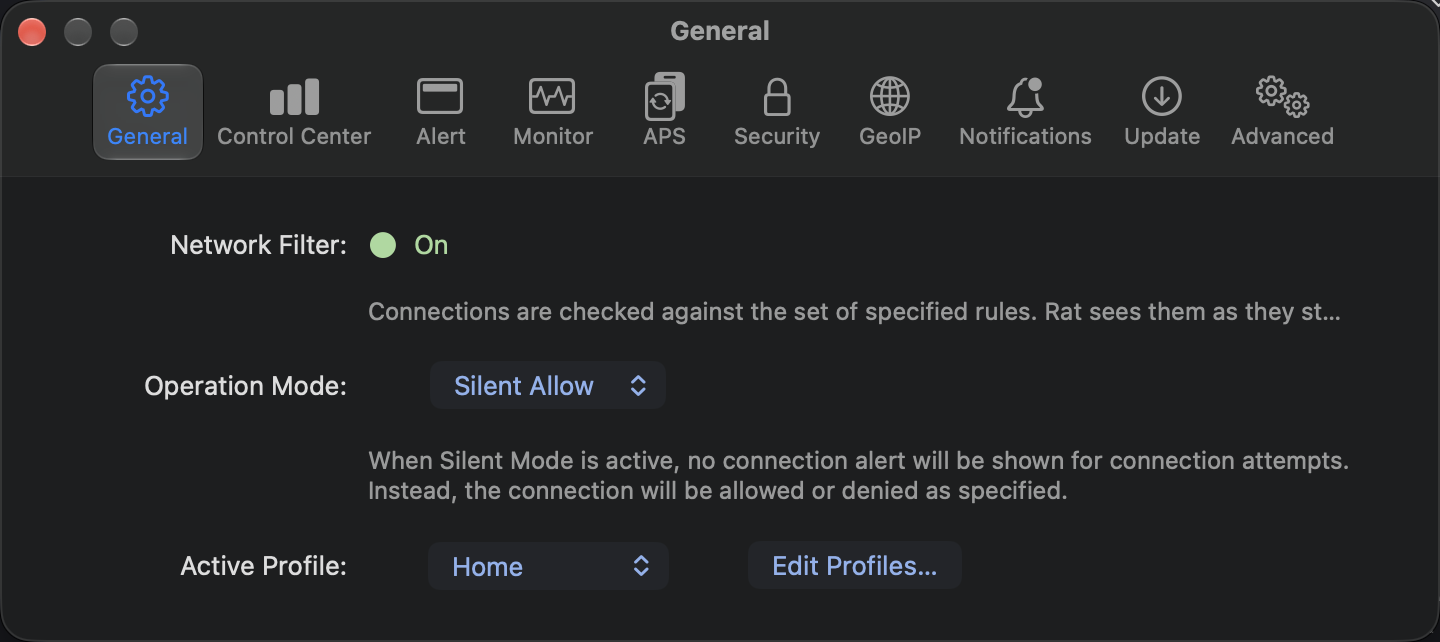 General
General
Control Center
Alert
Monitor
APS
Security
GeoIP
Notifications
Update
Advanced
Network Filter: On
Connections are checked against the set of specified rules. Rat sees them as they st...
Operation Mode: Silent Allow
When Silent Mode is active, no connection alert will be shown for connection attempts.
Instead, the connection will be allowed or denied as specified.
Active Profile: Home Edit Profiles...